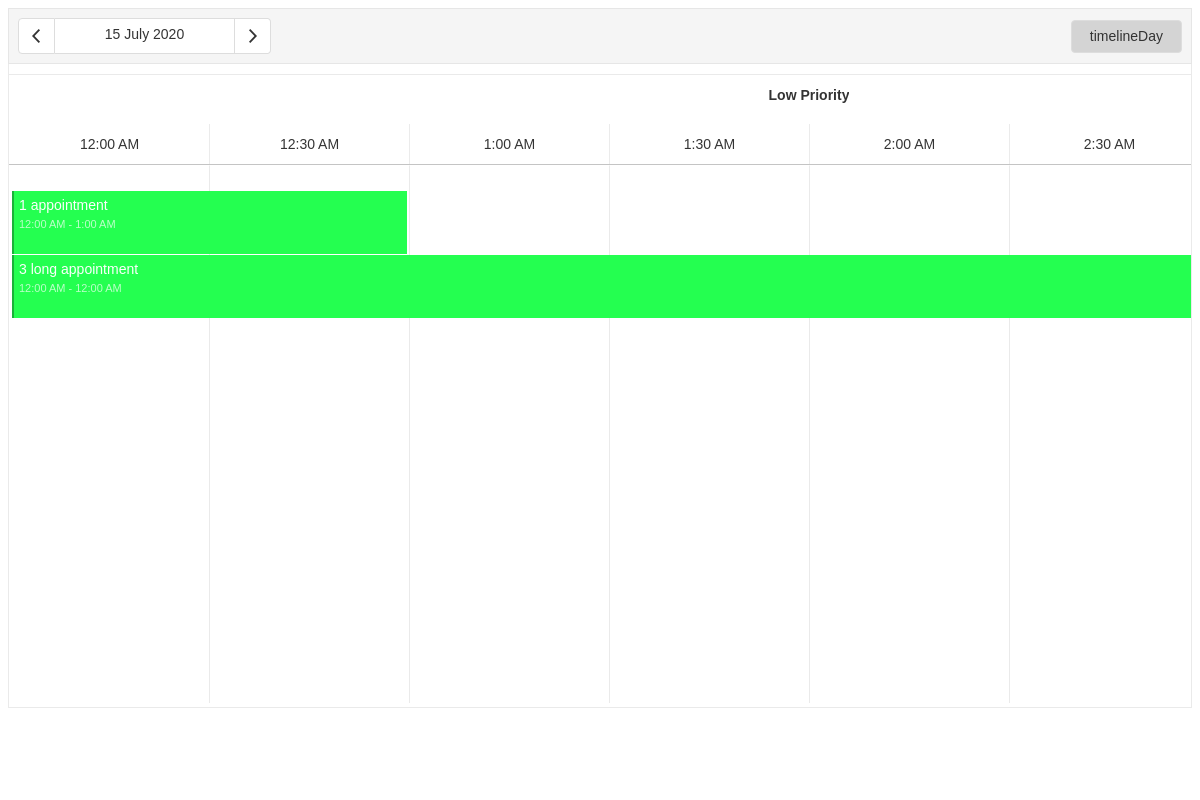 15 July 2020
timelineDay
Low Priority
12:00 AM
12:30 AM
1:00 AM
1:30 AM
2:00 AM
2:30 AM
1 appointment
12:00 AM - 1:00 AM
3 long appointment
12:00 AM - 12:00 AM